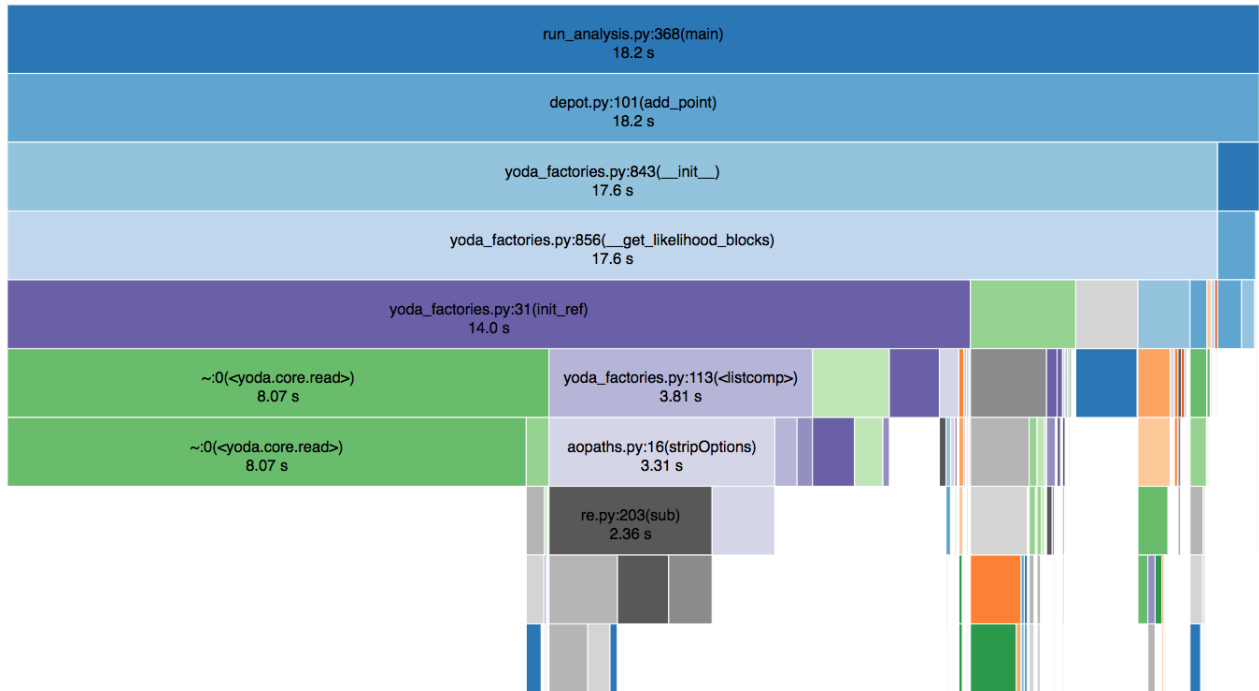 run_analysis.py:368(main)
18.2 s
depot.py:101(add_point)
18.2 s
yoda_factories.py:843(__init__)
17.6 s
yoda_factories.py:856(__get_likelihood_blocks)
17.6 s
yoda_factories.py:31(init_ref)
14.0 s
~:0(<yoda.core.read>)
8.07 s
yoda_factories.py:113(<listcomp>)
3.81 s
~:0(<yoda.core.read>)
8.07 s
aopaths.py:16(stripOptions)
3.31 s
re.py:203(sub)
2.36 s